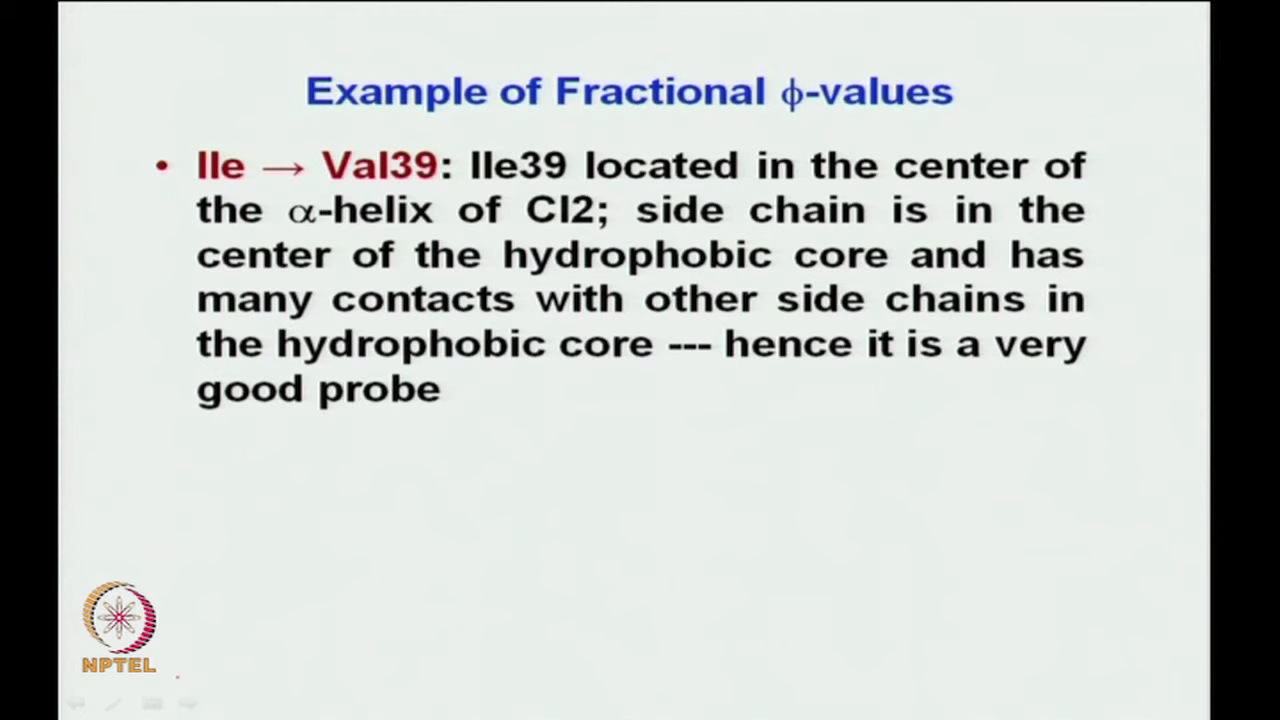 Example of Fractional ϕ-values
• Ile → Val39: Ile39 located in the center of
the α-helix of CI2; side chain is in the
center of the hydrophobic core and has
many contacts with other side chains in
the hydrophobic core --- hence it is a very
good probe
NPTEL